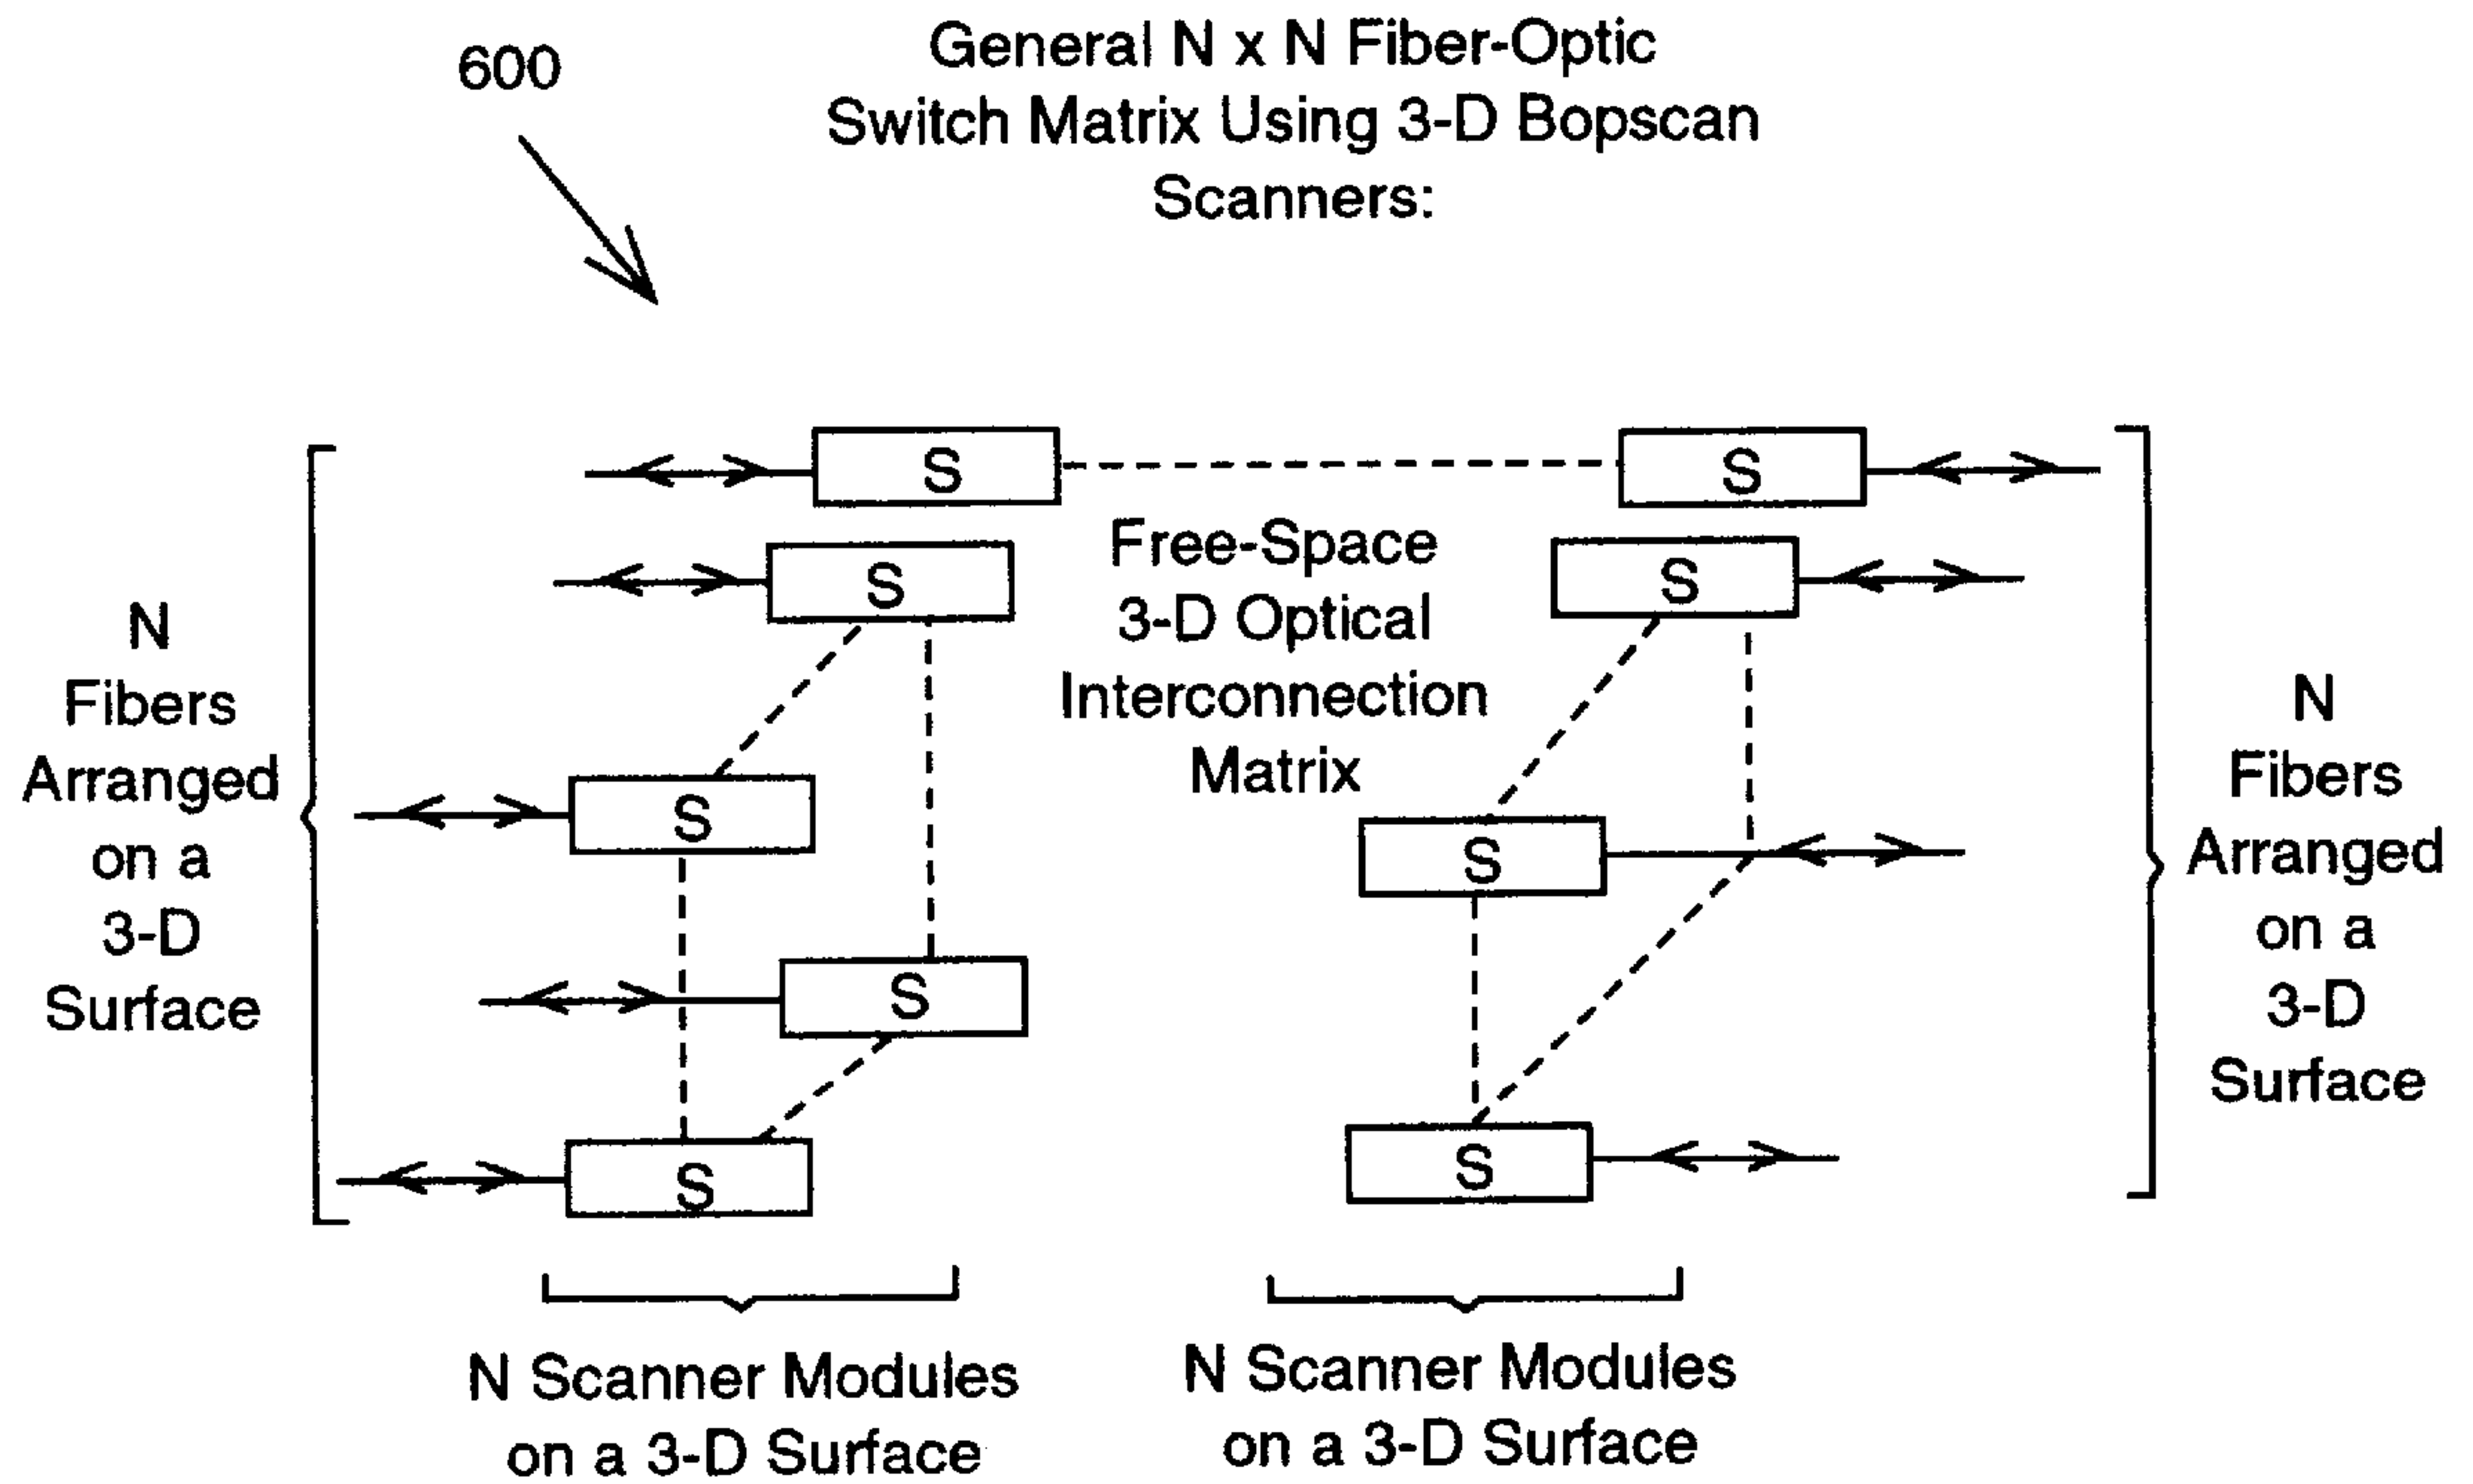 600
General N x N Fiber-Optic
Switch Matrix Using 3-D Bopscan
Scanners:
S
S
S
S
Free-Space
3-D Optical
Interconnection
Matrix
N
Fibers
Arranged
on a
3-D
Surface
S
S
S
S
S
N
Fibers
Arranged
on a
3-D
Surface
N Scanner Modules
on a 3-D Surface
N Scanner Modules
on a 3-D Surface